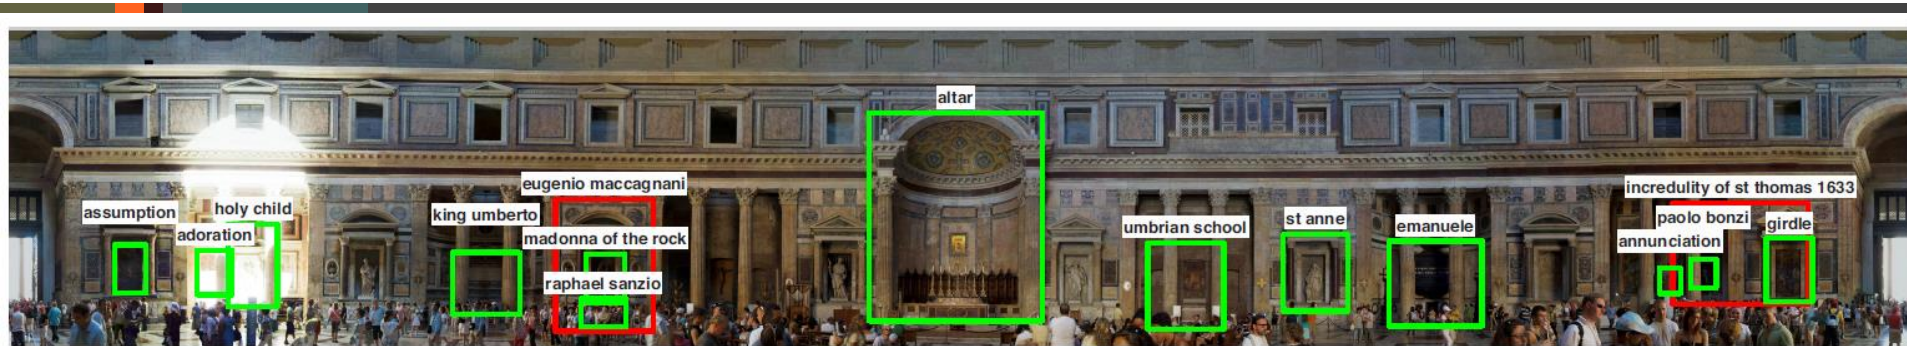 altar
eugenio maccagnani
incredulity of st thomas 1633
assumption
holy child
king umberto
umbrian school
st anne
emanuele
paolo bonzi
girdle
adoration
madonna of the rock
annunciation
raphael sanzio